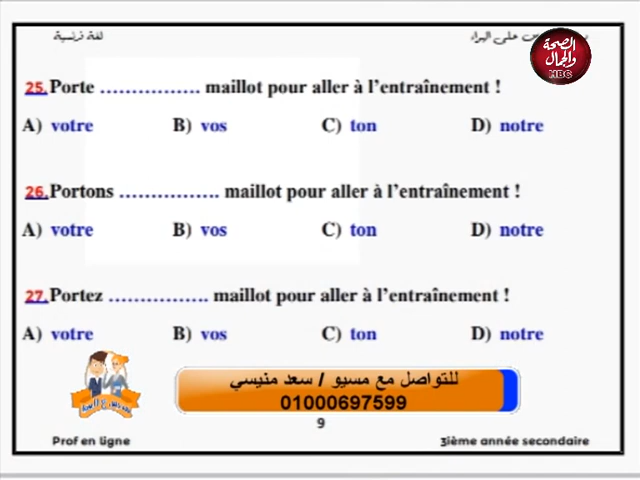 لغة فرنسية
على الهواء
الصحة
والجمال
HBC
25. Porte ................ maillot pour aller à l'entraînement !
A) votre B) vos C) ton D) notre
26. Portons ................ maillot pour aller à l'entraînement !
A) votre B) vos C) ton D) notre
27. Portez ................ maillot pour aller à l'entraînement !
A) votre B) vos C) ton D) notre
للتواصل مع مسيو / سعد منيسي
01000697599
9
Prof en ligne
3ième année secondaire